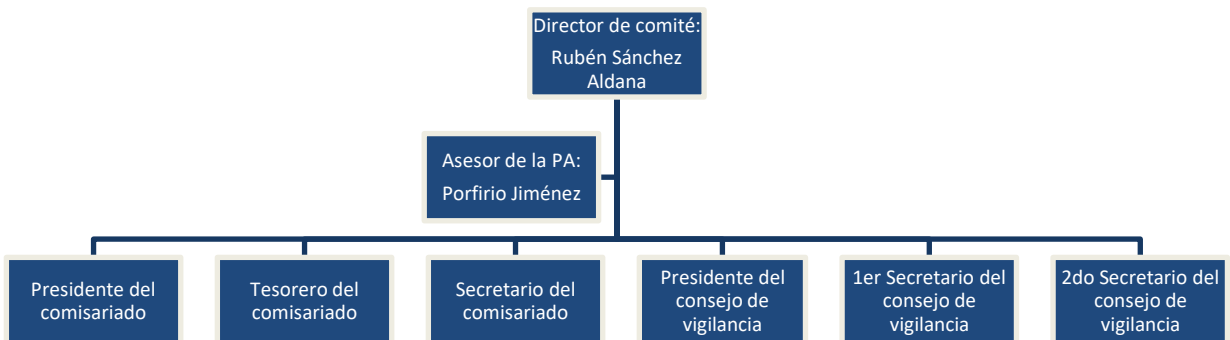 Director de comité:
Rubén Sánchez
Aldana
Asesor de la PA:
Porfirio Jiménez
Presidente del
comisariado
Tesorero del
comisariado
Secretario del
comisariado
Presidente del
consejo de
vigilancia
1er Secretario del
consejo de
vigilancia
2do Secretario del
consejo de
vigilancia